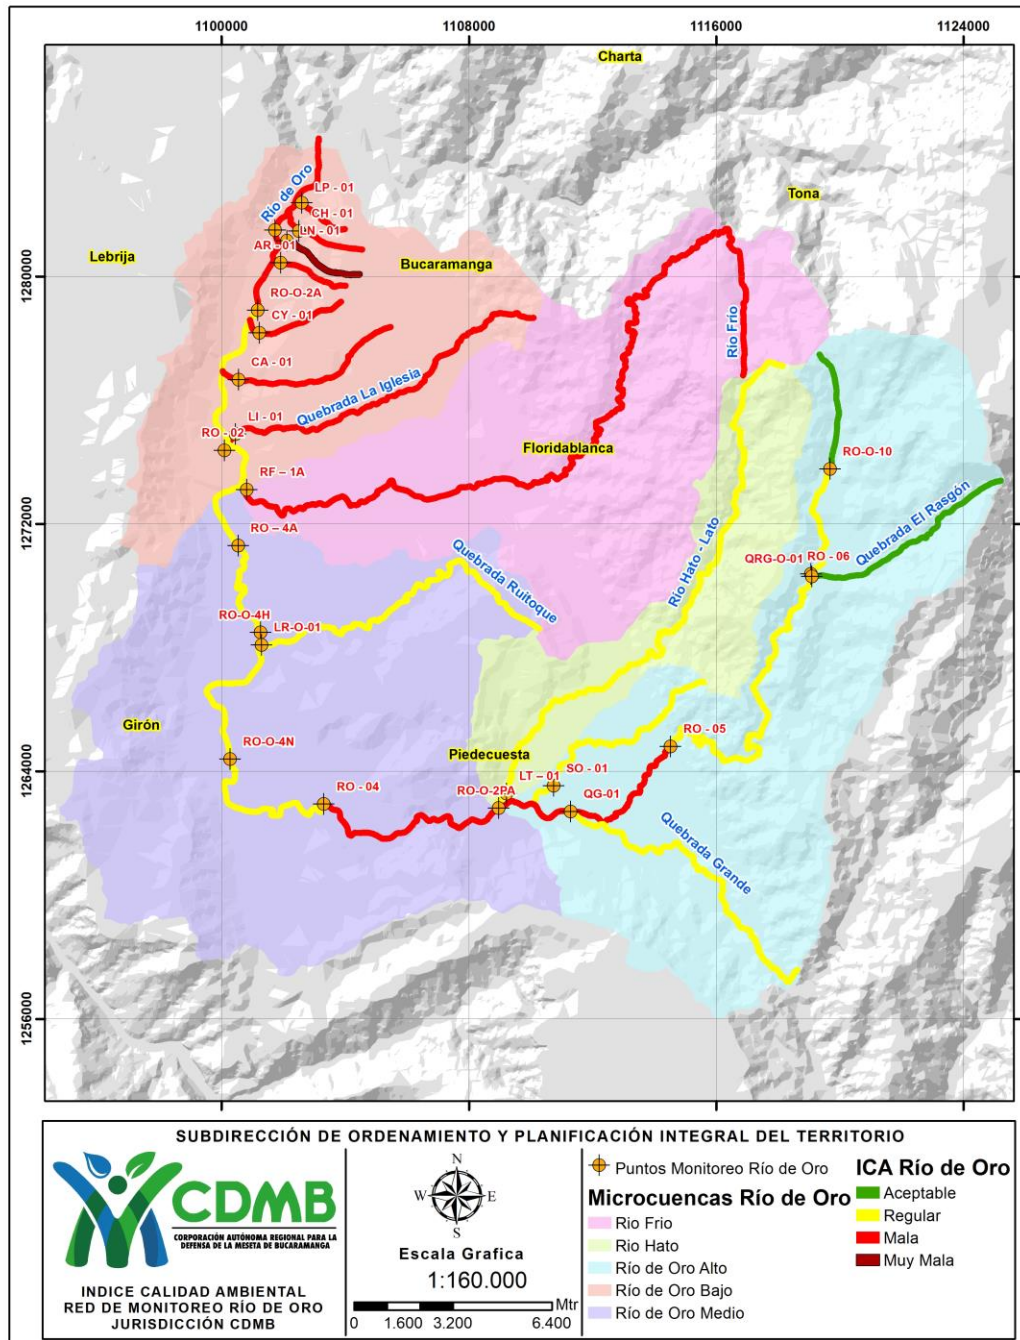 1100000 1108000 1116000 1124000
Charta
Tona
Lebrija
Río de Oro
LP - 01
CH - 01
LN - 01
AR - 01
Bucaramanga
1280000
RO-O-2A
CY - 01
CA - 01
Río Frío
Quebrada La Iglesia
LI - 01
RO - 02
Floridablanca
RO-O-10
RF – 1A
Quebrada El Rasgón
1272000
RO – 4A
Río Hato - Lato
Quebrada Ruitoque
QRG-O-01
RO - 06
RO-O-4H
LR-O-01
Girón
RO - 05
Piedecuesta
RO-O-4N
SO - 01
1264000
LT – 01
RO-O-2PA
QG-01
RO - 04
Quebrada Grande
1256000
SUBDIRECCIÓN DE ORDENAMIENTO Y PLANIFICACIÓN INTEGRAL DEL TERRITORIO
CDMB
CORPORACIÓN AUTÓNOMA REGIONAL PARA LA
DEFENSA DE LA MESETA DE BUCARAMANGA
INDICE CALIDAD AMBIENTAL
RED DE MONITOREO RÍO DE ORO
JURISDICCIÓN CDMB
N
W E
S
Escala Grafica
1:160.000
Mtr
0 1.600 3.200 6.400
Puntos Monitoreo Río de Oro
Microcuencas Río de Oro
Rio Frio
Rio Hato
Río de Oro Alto
Río de Oro Bajo
Río de Oro Medio
ICA Río de Oro
Aceptable
Regular
Mala
Muy Mala